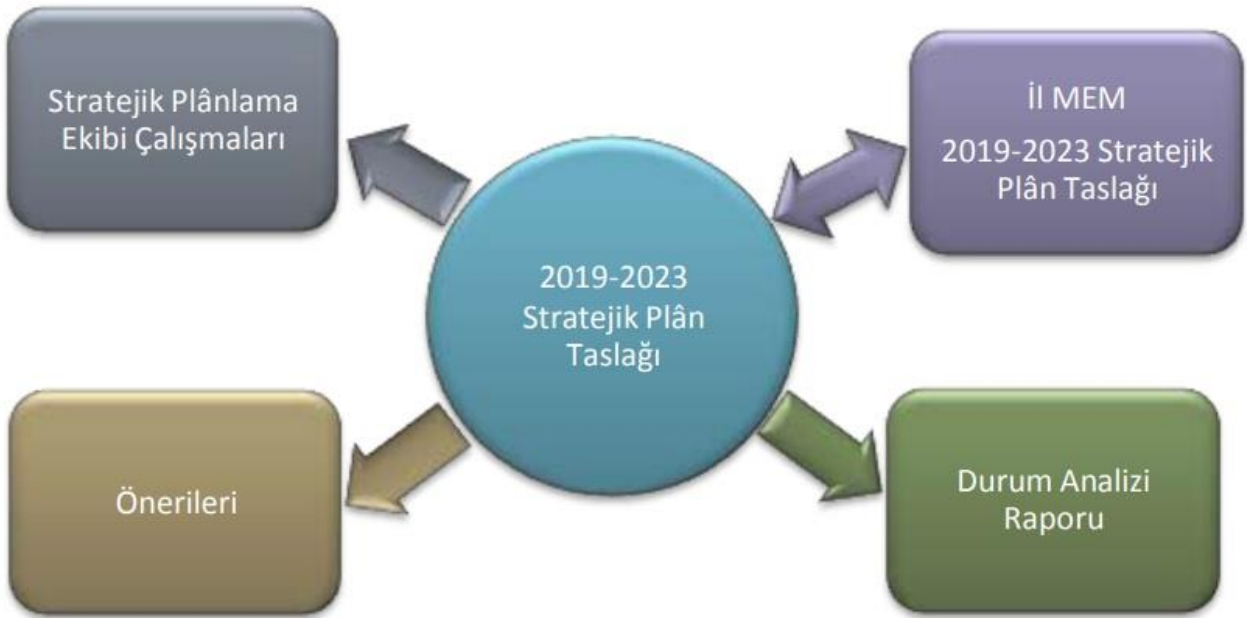 Stratejik Plânlama
Ekibi Çalışmaları
İl MEM
2019-2023 Stratejik
Plân Taslağı
2019-2023
Stratejik Plân
Taslağı
Önerileri
Durum Analizi
Raporu